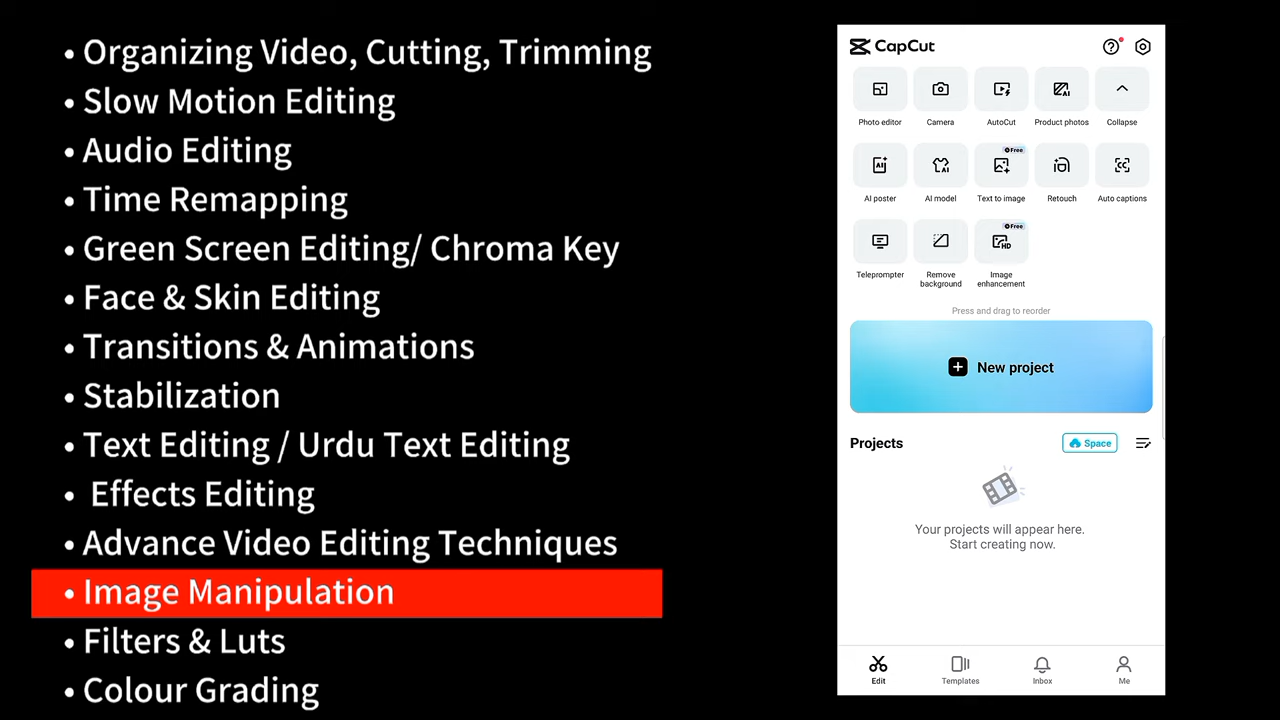 • Organizing Video, Cutting, Trimming
• Slow Motion Editing
• Audio Editing
• Time Remapping
• Green Screen Editing/ Chroma Key
• Face & Skin Editing
• Transitions & Animations
• Stabilization
• Text Editing / Urdu Text Editing
• Effects Editing
• Advance Video Editing Techniques
• Image Manipulation
• Filters & Luts
• Colour Grading
CapCut
Photo editor Camera AutoCut Product photos Collapse
Free
AI poster AI model Text to image Retouch Auto captions
Free
Teleprompter Remove background Image enhancement
Press and drag to reorder
New project
Projects Space
Your projects will appear here.
Start creating now.
Edit Templates Inbox Me